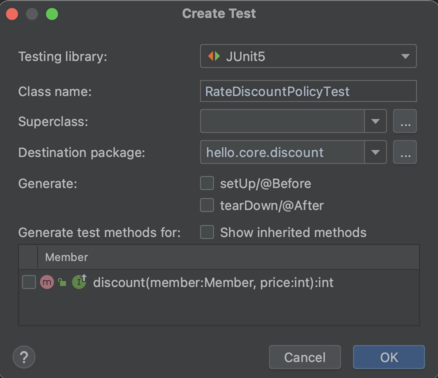 Create Test
Testing library: JUnit5
Class name: RateDiscountPolicyTest
Superclass: ...
Destination package: hello.core.discount ...
Generate: setUp/@Before
tearDown/@After
Generate test methods for: Show inherited methods
Member
m I discount(member:Member, price:int):int
? Cancel OK